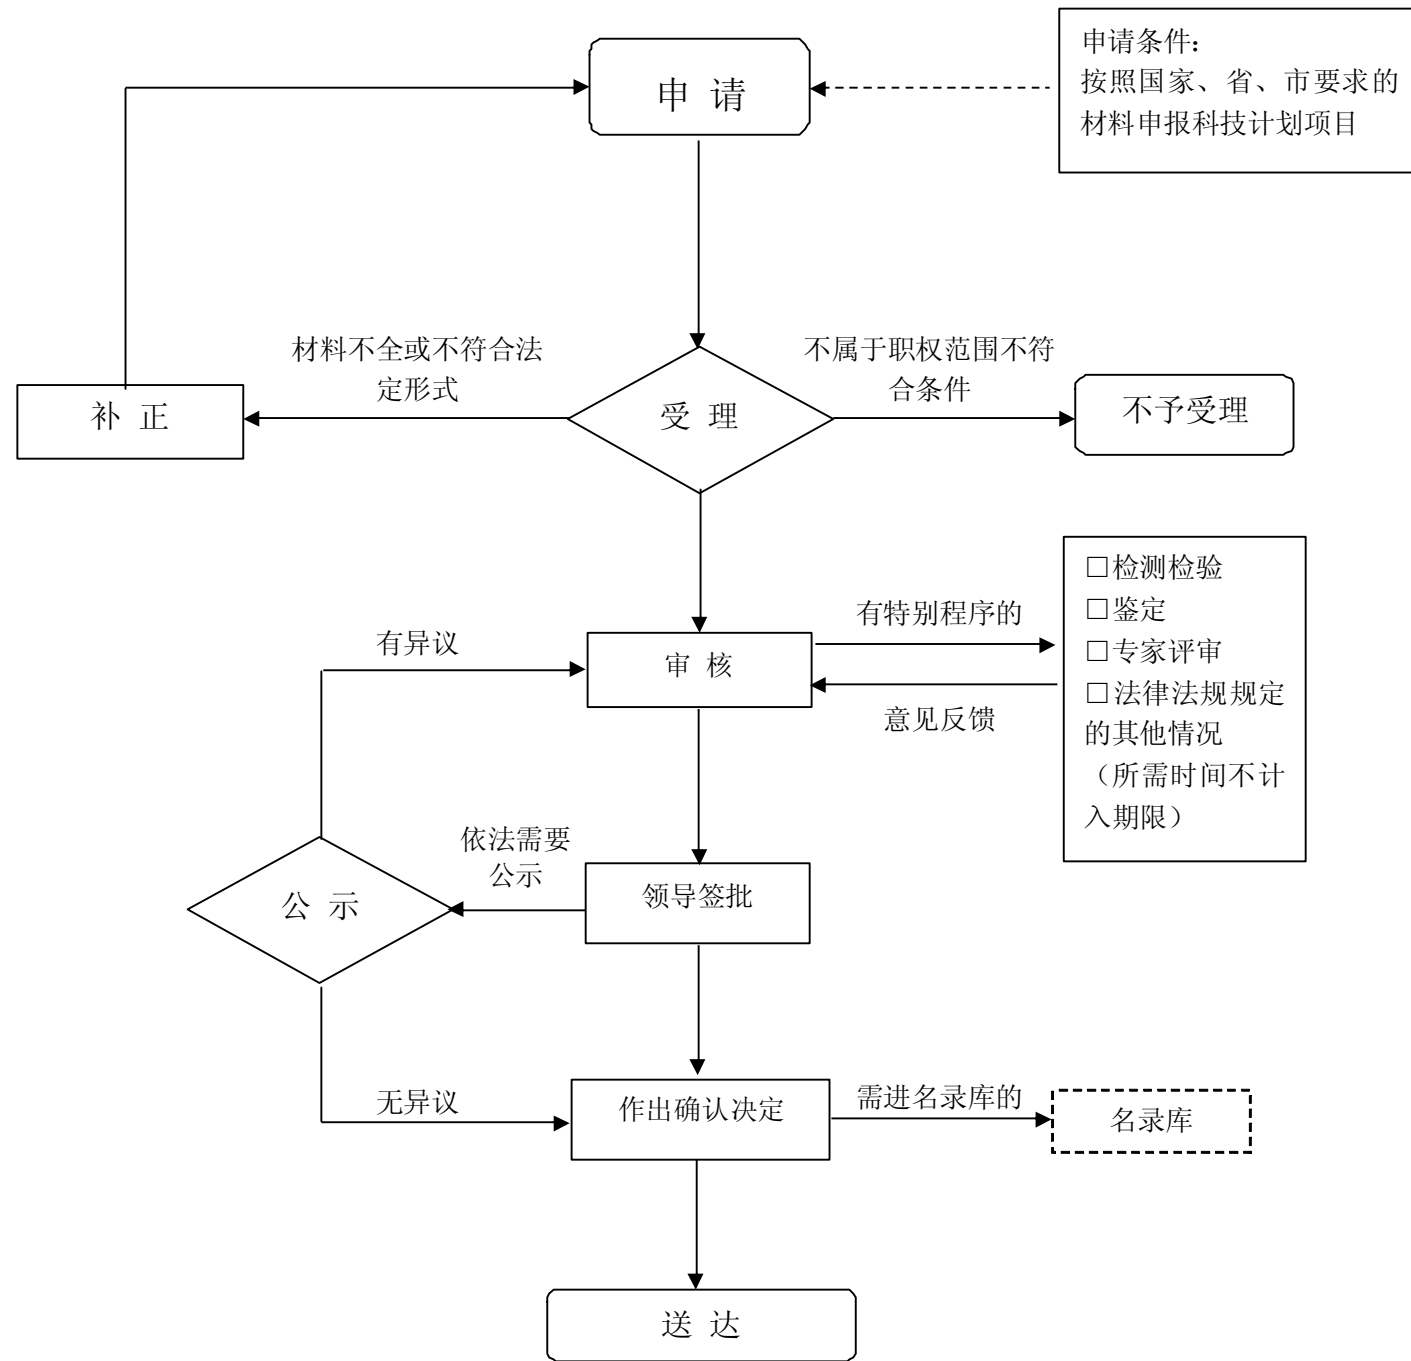 申请条件：
按照国家、省、市要求的
材料申报科技计划项目
申 请
材料不全或不符合法
定形式
不属于职权范围不符
合条件
补 正
受 理
不予受理
□检测检验
□鉴定
□专家评审
□法律法规规定
的其他情况
（所需时间不计
入期限）
有特别程序的
有异议
审 核
意见反馈
依法需要
公示
领导签批
公 示
无异议
作出确认决定
需进名录库的
名录库
送 达